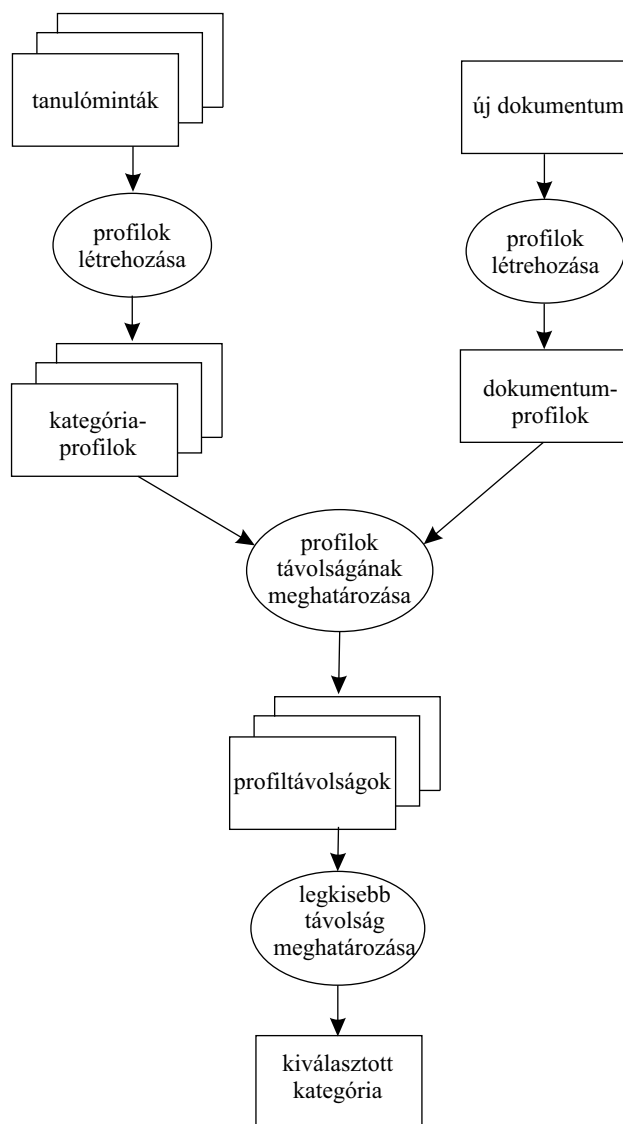 tanulóminták
új dokumentum
profilok
létrehozása
profilok
létrehozása
kategória-
profilok
dokumentum-
profilok
profilok
távolságának
meghatározása
profiltávolságok
legkisebb
távolság
meghatározása
kiválasztott
kategória